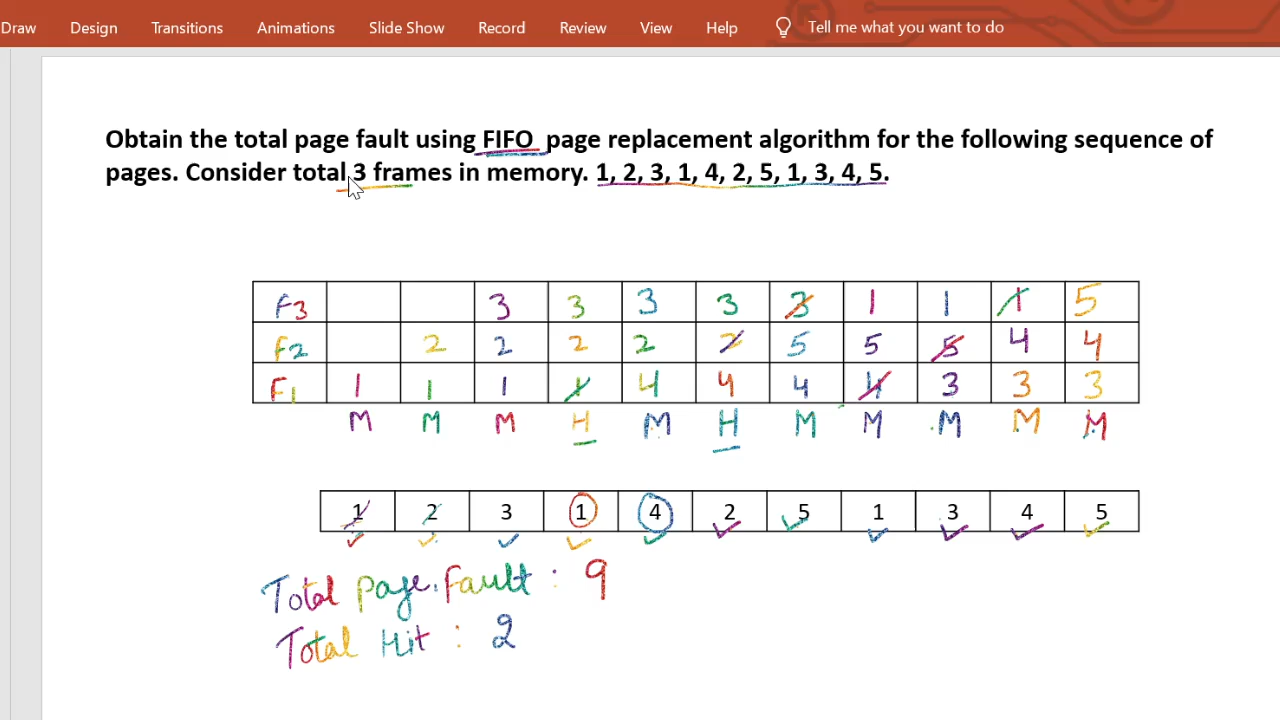 Draw Design Transitions Animations Slide Show Record Review View Help Tell me what you want to do
Obtain the total page fault using FIFO page replacement algorithm for the following sequence of
pages. Consider total 3 frames in memory. 1, 2, 3, 1, 4, 2, 5, 1, 3, 4, 5.
F3 3 3 3 3 3 1 1 1 5
F2 2 2 2 2 2 5 5 5 4 4
F1 1 1 1 1 4 4 4 4 3 3 3
M M M H M H M M M M M
1 2 3 1 4 2 5 1 3 4 5
Total Page Fault : 9
Total Hit : 2